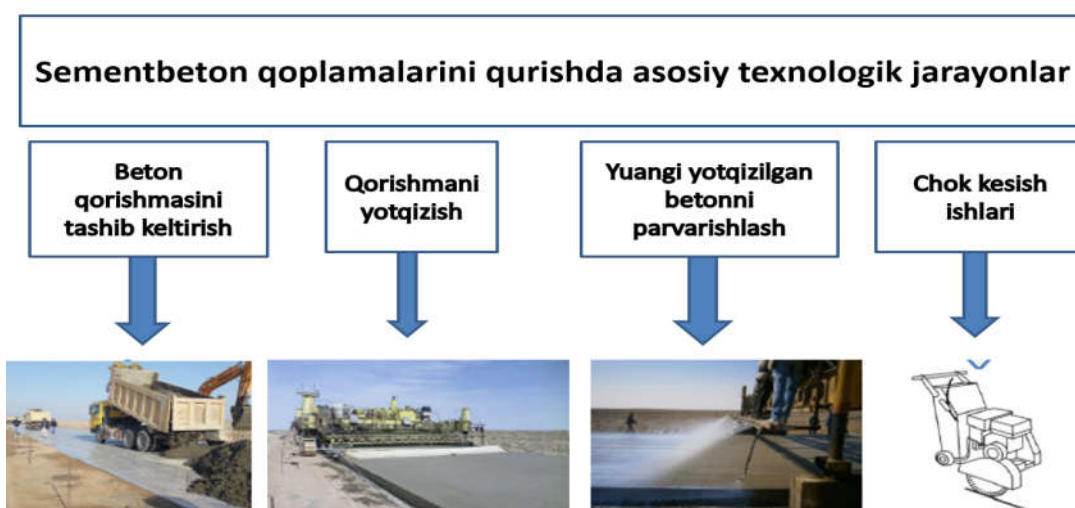 Sementbeton qoplamalarini qurishda asosiy texnologik jarayonlar
Beton
qorishmasini
tashib keltirish
Qorishmani
yotqizish
Yuangi yotqizilgan
betonni
parvarishlash
Chok kesish
ishlari